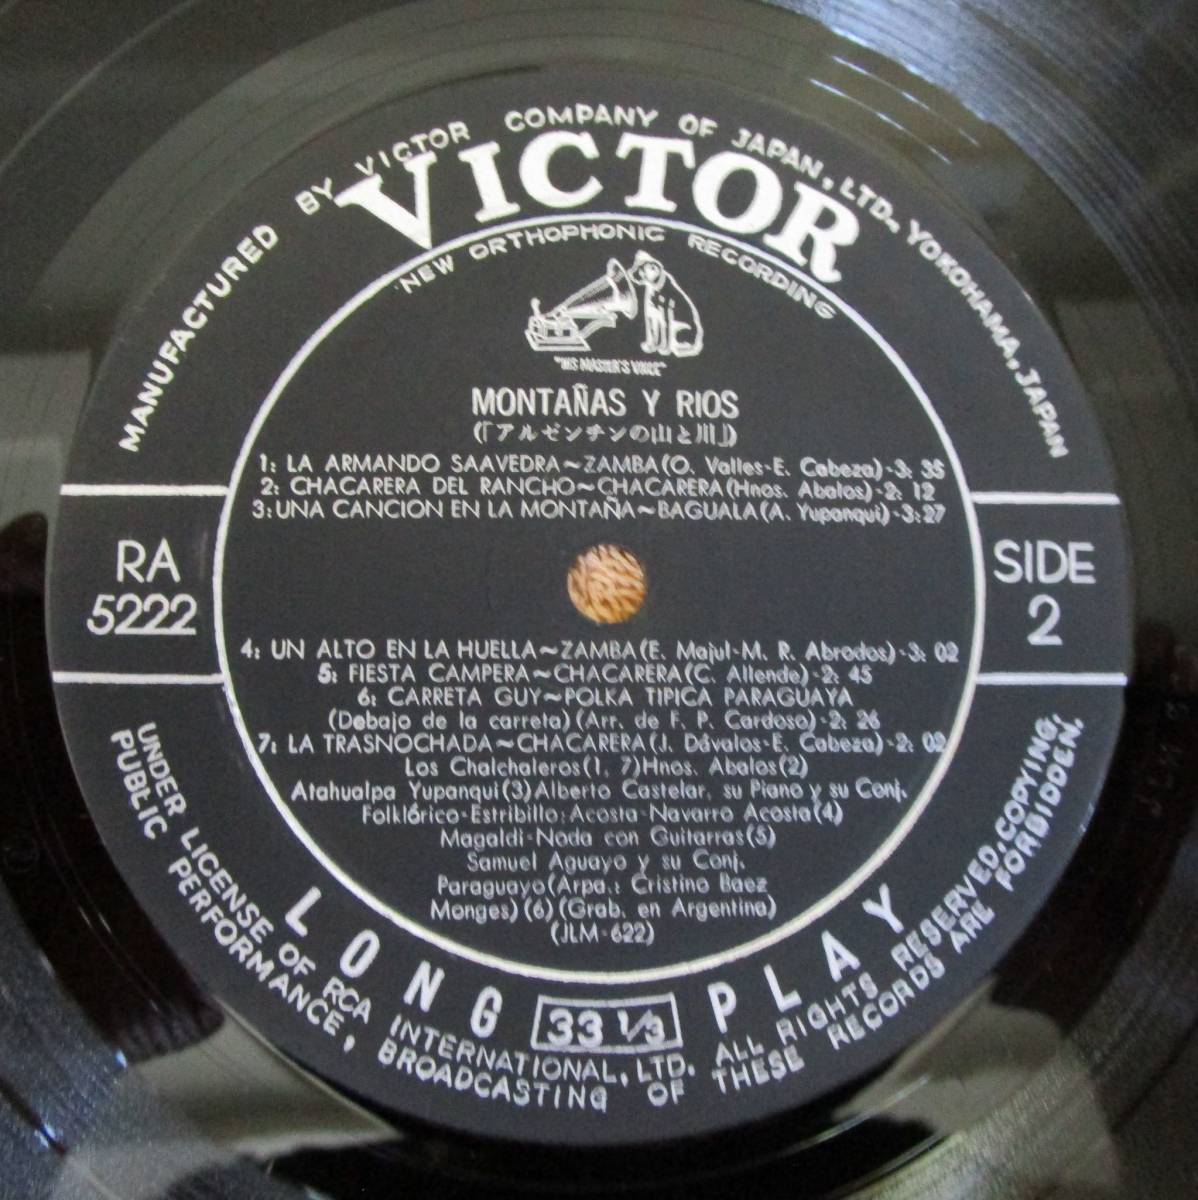 MANUFACTURED BY VICTOR COMPANY OF JAPAN, LTD., YOKOHAMA, JAPAN
VICTOR
NEW ORTHOPHONIC RECORDING
"HIS MASTER'S VOICE"
MONTAÑAS Y RIOS
(「アルゼンチンの山と川」)
1: LA ARMANDO SAAVEDRA~ZAMBA(O. Valles-E. Cabeza)-3: 35
2: CHACARERA DEL RANCHO~CHACARERA(Hnos. Abalos)-2: 12
3: UNA CANCION EN LA MONTAÑA~BAGUALA(A. Yupanqui)-3:27
RA
5222
SIDE
2
4: UN ALTO EN LA HUELLA~ZAMBA(E. Majul-M. R. Abrodos)-3: 02
5: FIESTA CAMPERA~CHACARERA(C. Allende)-2: 45
6: CARRETA GUY~POLKA TIPICA PARAGUAYA
(Debajo de la carreta)(Arr. de F. P. Cardoso)-2: 26
7: LA TRASNOCHADA~CHACARERA(J. Dávalos-E. Cabeza)-2: 02
Los Chalchaleros(1, 7)Hnos. Abalos(2)
Atahualpa Yupanqui(3)Alberto Castelar, su Piano y su Conj.
Folklórico-Estribillo: Acosta-Navarro Acosta(4)
Magaldi-Noda con Guitarras(5)
Samuel Aguayo y su Conj.
Paraguayo(Arpa.: Cristino Baez
Monges)(6)(Grab. en Argentina)
(JLM-622)
LONG 33 1/3 PLAY
UNDER LICENSE OF RCA INTERNATIONAL, LTD. ALL RIGHTS RESERVED, COPYING,
PUBLIC PERFORMANCE, BROADCASTING OF THESE RECORDS ARE FORBIDDEN.